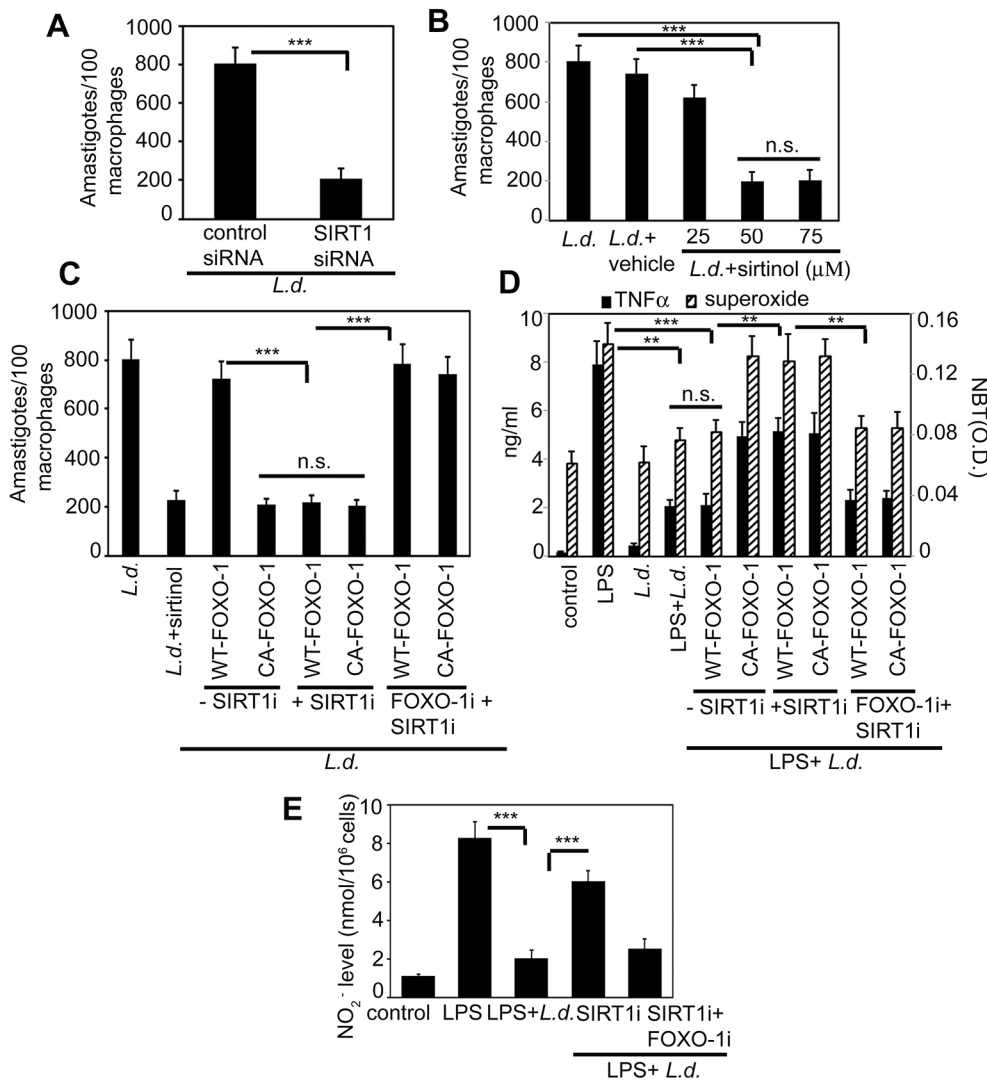 A
Amastigotes/100
macrophages
1000
800
600
400
200
0
***
control
siRNA
SIRT1
siRNA
L.d.
B
Amastigotes/100
macrophages
1000
800
600
400
200
0
***
***
n.s.
L.d.
L.d.+
vehicle
25 50 75
L.d.+sirtinol (μM)
C
Amastigotes/100
macrophages
1000
800
600
400
200
0
***
***
n.s.
L.d.
L.d.+sirtinol
WT-FOXO-1
CA-FOXO-1
WT-FOXO-1
CA-FOXO-1
WT-FOXO-1
CA-FOXO-1
- SIRT1i
+ SIRT1i
FOXO-1i +
SIRT1i
L.d.
D
TNFα superoxide
ng/ml
10
8
6
4
2
0
NBT(O.D.)
0.16
0.12
0.08
0.04
0
***
**
**
**
n.s.
control
LPS
L.d.
LPS+L.d.
WT-FOXO-1
CA-FOXO-1
WT-FOXO-1
CA-FOXO-1
WT-FOXO-1
CA-FOXO-1
- SIRT1i
+SIRT1i
FOXO-1i+
SIRT1i
LPS+ L.d.
E
NO2- level (nmol/10^6 cells)
10
8
6
4
2
0
***
***
control
LPS
LPS+L.d.
SIRT1i
SIRT1i+
FOXO-1i
LPS+ L.d.